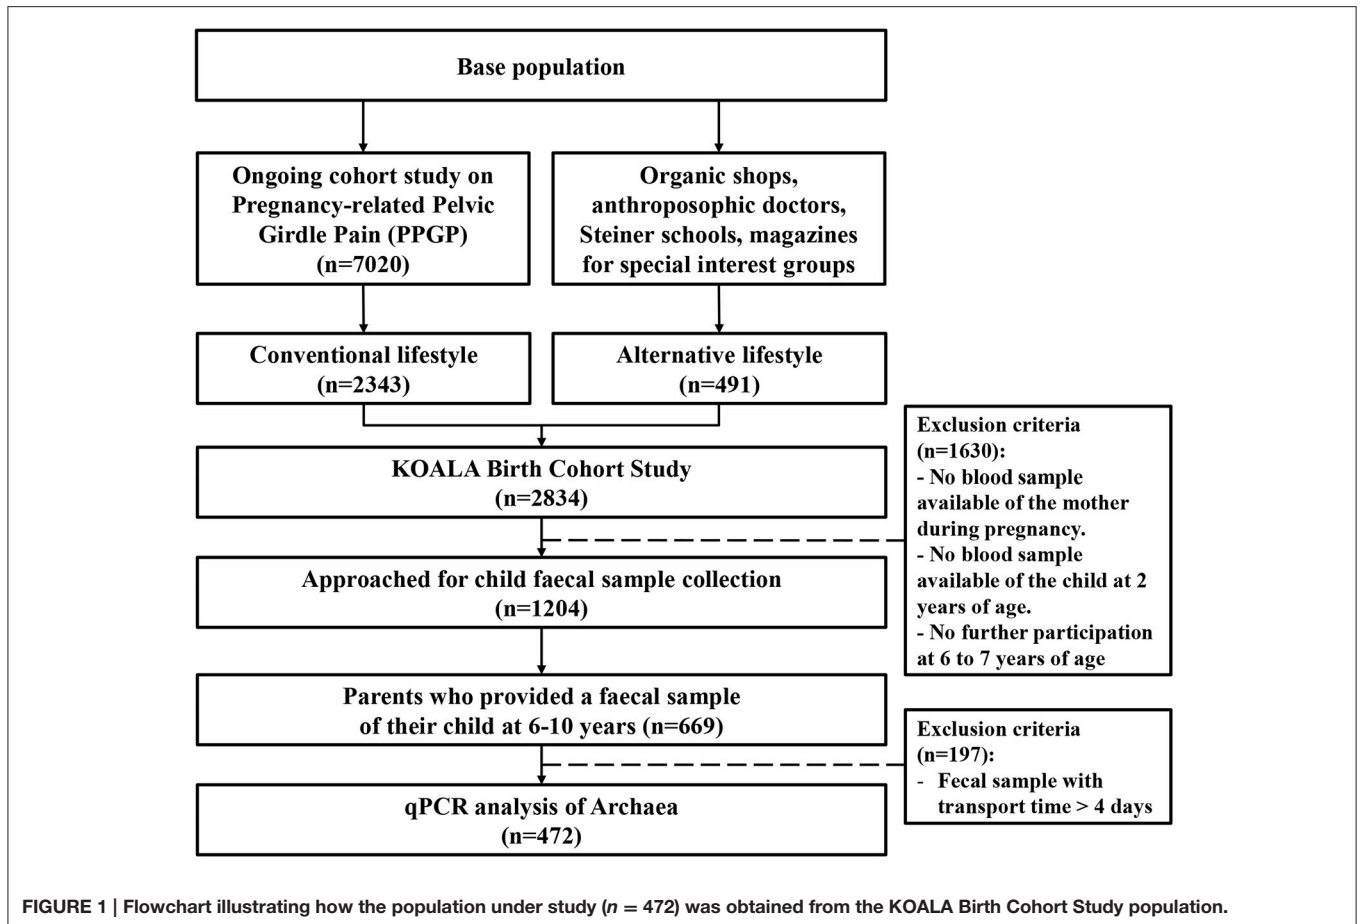 Base population
Ongoing cohort study on
Pregnancy-related Pelvic
Girdle Pain (PPGP)
(n=7020)
Organic shops,
anthroposophic doctors,
Steiner schools, magazines
for special interest groups
Conventional lifestyle
(n=2343)
Alternative lifestyle
(n=491)
KOALA Birth Cohort Study
(n=2834)
Exclusion criteria
(n=1630):
- No blood sample
available of the mother
during pregnancy.
- No blood sample
available of the child at 2
years of age.
- No further participation
at 6 to 7 years of age
Approached for child faecal sample collection
(n=1204)
Parents who provided a faecal sample
of their child at 6-10 years (n=669)
Exclusion criteria
(n=197):
- Fecal sample with
transport time > 4 days
qPCR analysis of Archaea
(n=472)
FIGURE 1 | Flowchart illustrating how the population under study (n = 472) was obtained from the KOALA Birth Cohort Study population.